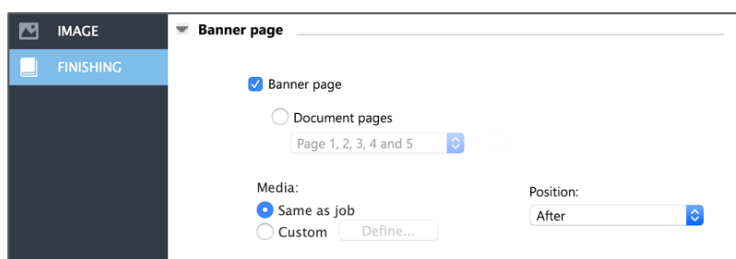 IMAGE
Banner page
FINISHING
Banner page
Document pages
Page 1, 2, 3, 4 and 5
Media:
Position:
Same as job
After
Custom
Define...